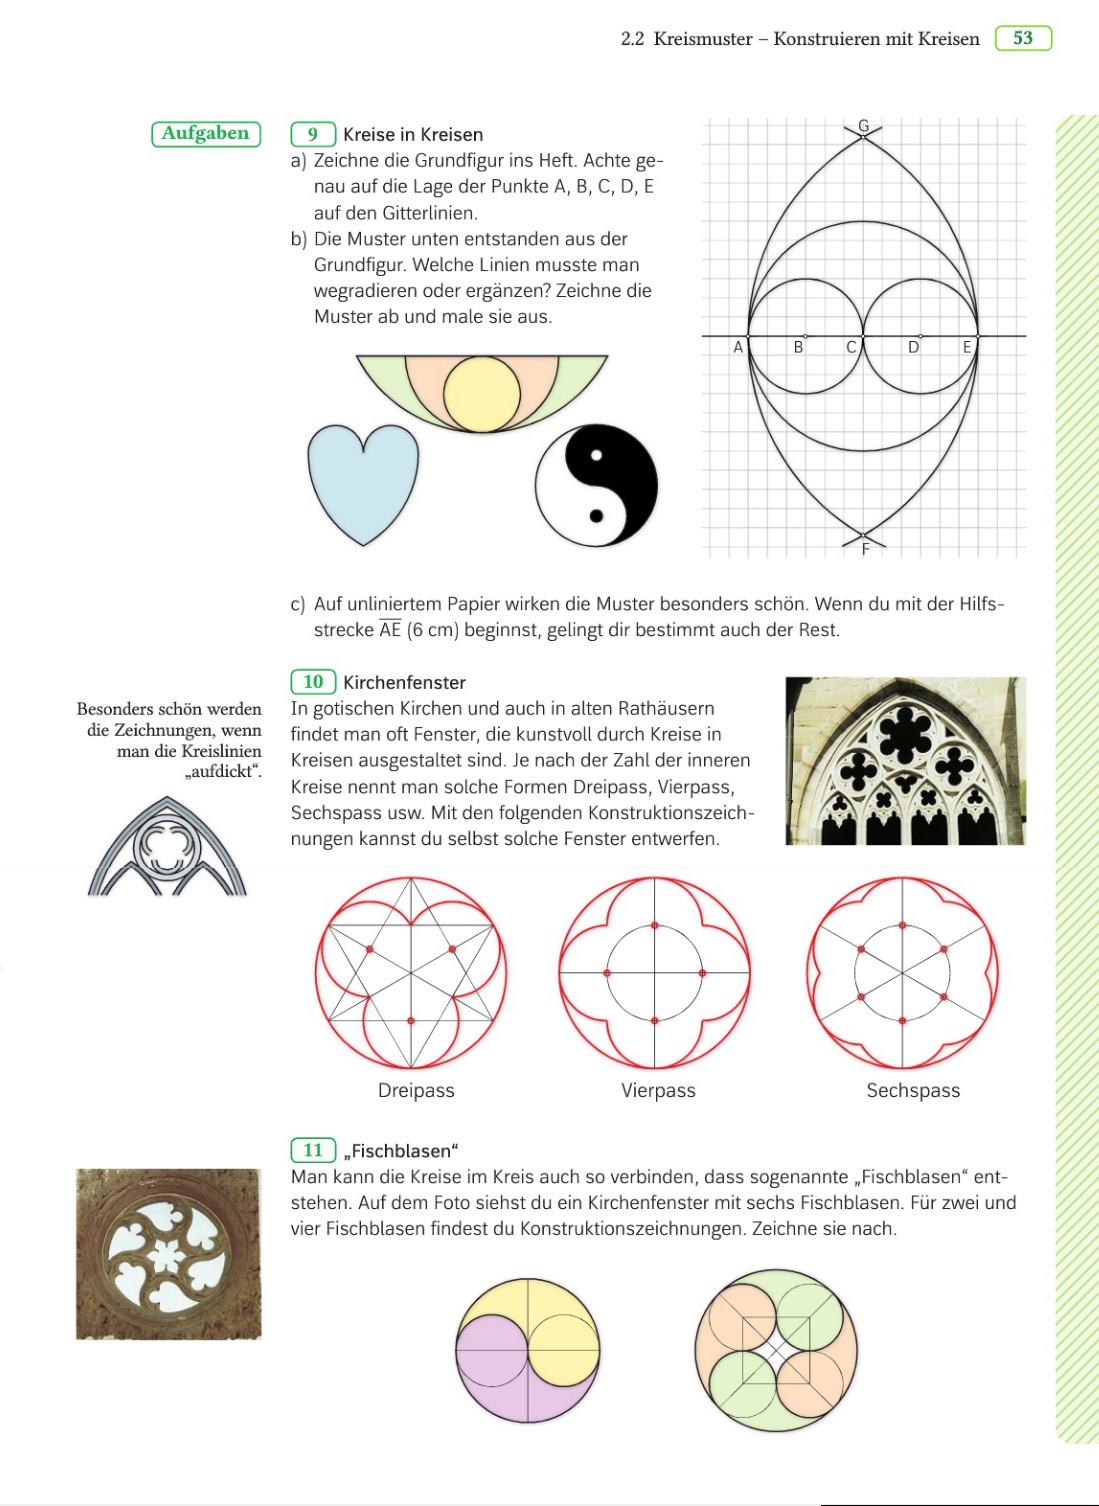 2.2 Kreismuster – Konstruieren mit Kreisen 53
Aufgaben
9 Kreise in Kreisen
a) Zeichne die Grundfigur ins Heft. Achte ge-
nau auf die Lage der Punkte A, B, C, D, E
auf den Gitterlinien.
b) Die Muster unten entstanden aus der
Grundfigur. Welche Linien musste man
wegradieren oder ergänzen? Zeichne die
Muster ab und male sie aus.
G
A B C D E
F
c) Auf unliniertem Papier wirken die Muster besonders schön. Wenn du mit der Hilfs-
strecke A̅E̅ (6 cm) beginnst, gelingt dir bestimmt auch der Rest.
10 Kirchenfenster
In gotischen Kirchen und auch in alten Rathäusern
findet man oft Fenster, die kunstvoll durch Kreise in
Kreisen ausgestaltet sind. Je nach der Zahl der inneren
Kreise nennt man solche Formen Dreipass, Vierpass,
Sechspass usw. Mit den folgenden Konstruktionszeich-
nungen kannst du selbst solche Fenster entwerfen.
Besonders schön werden
die Zeichnungen, wenn
man die Kreislinien
„aufdickt“.
Dreipass Vierpass Sechspass
11 „Fischblasen“
Man kann die Kreise im Kreis auch so verbinden, dass sogenannte „Fischblasen“ ent-
stehen. Auf dem Foto siehst du ein Kirchenfenster mit sechs Fischblasen. Für zwei und
vier Fischblasen findest du Konstruktionszeichnungen. Zeichne sie nach.